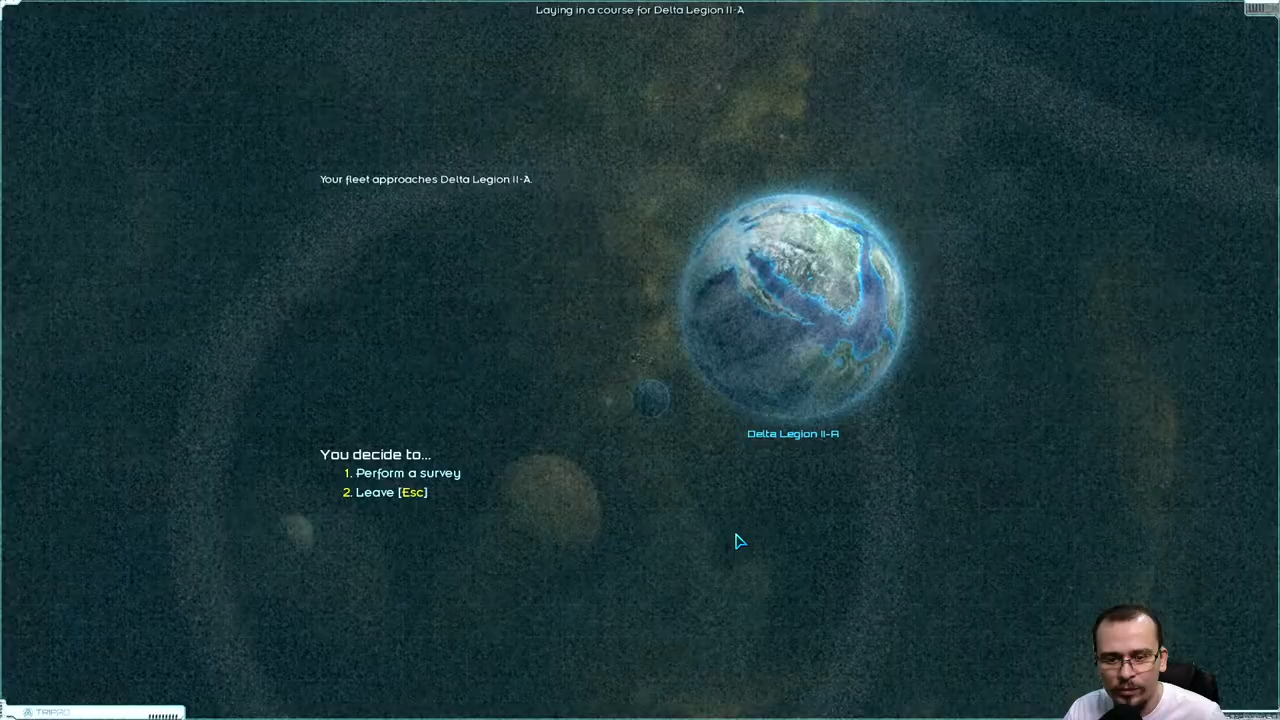 Laying in a course for Delta Legion II-A
Your fleet approaches Delta Legion II-A.
Delta Legion II-A
You decide to...
1. Perform a survey
2. Leave [Esc]
TRIPAD